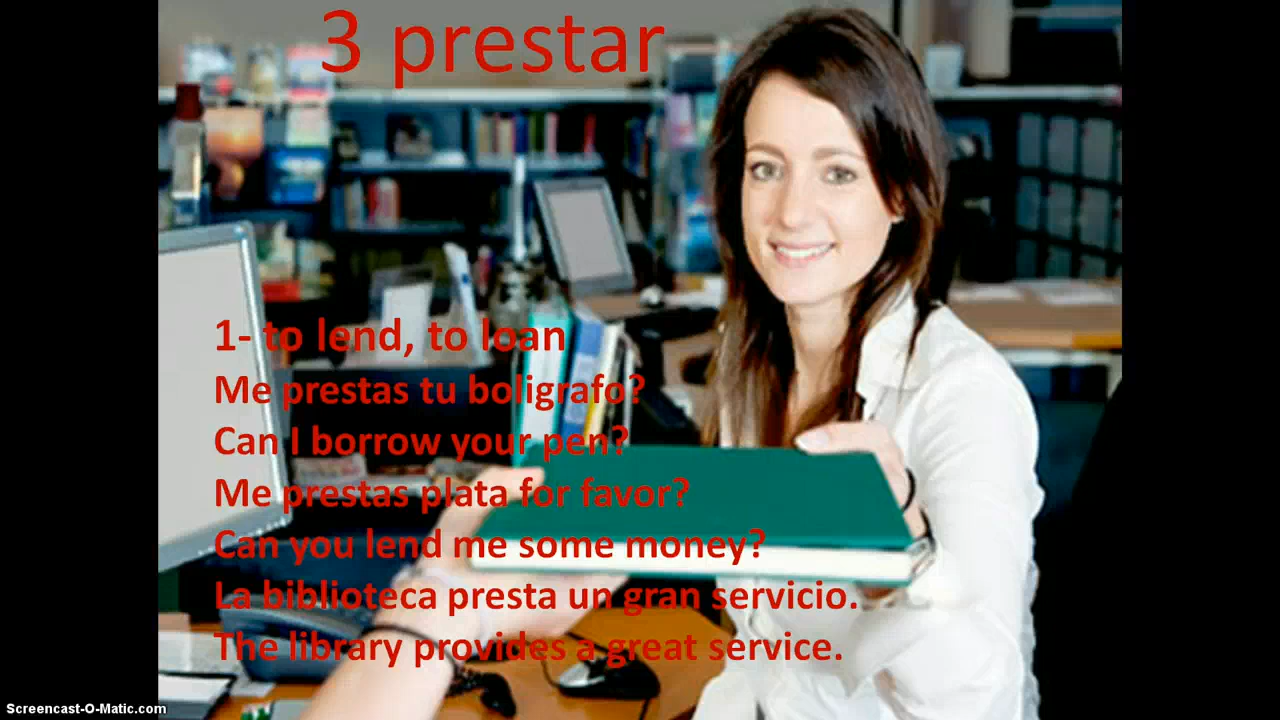 3 prestar
1- to lend, to loan
Me prestas tu boligrafo?
Can I borrow your pen?
Me prestas plata for favor?
Can you lend me some money?
La biblioteca presta un gran servicio.
The library provides a great service.
Screencast-O-Matic.com